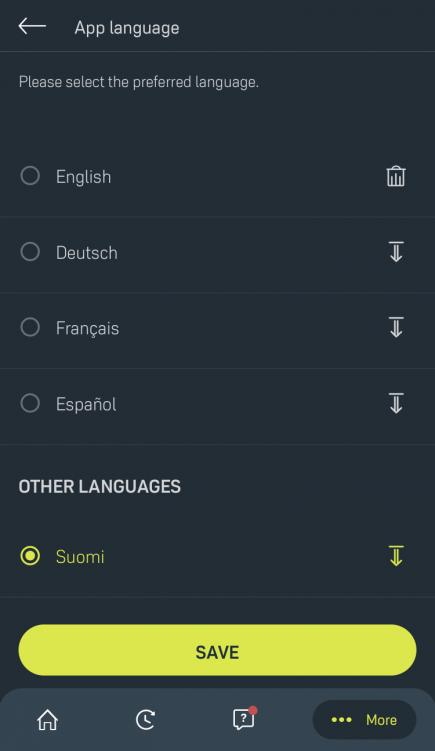 App language
Please select the preferred language.
English
Deutsch
Français
Español
OTHER LANGUAGES
Suomi
SAVE
?
More